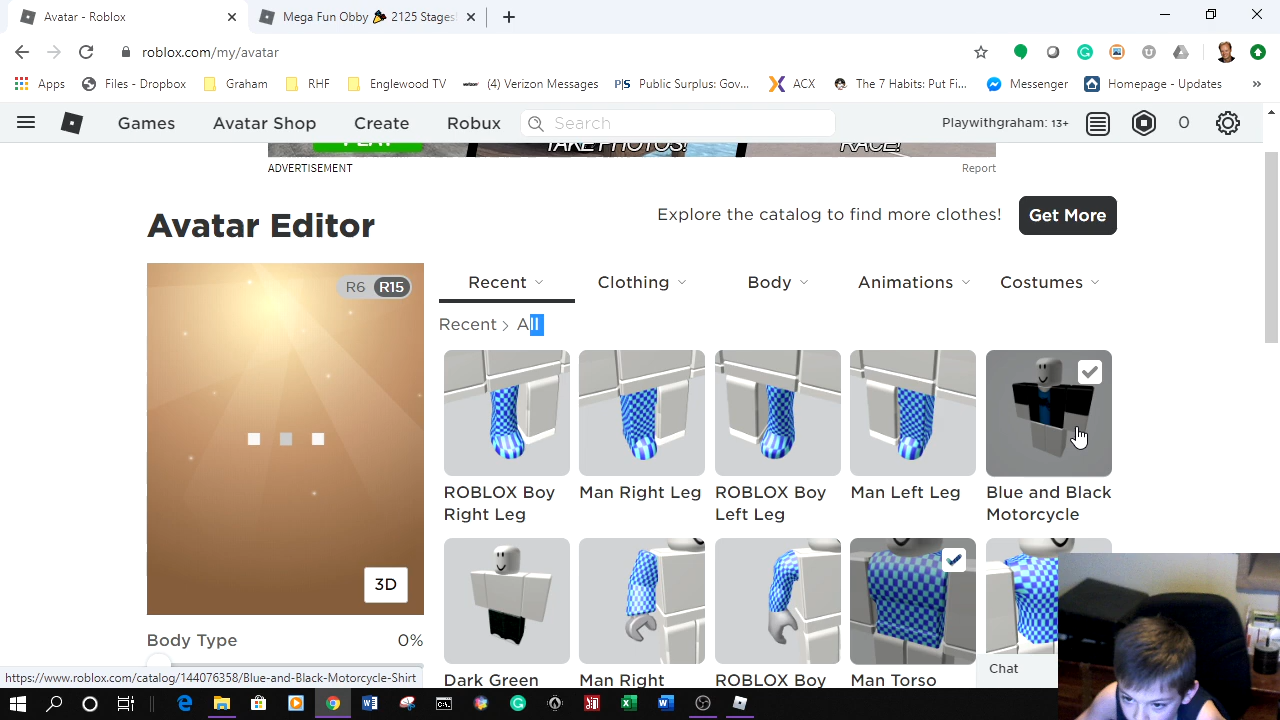 Avatar - Roblox
Mega Fun Obby 2125 Stages!
roblox.com/my/avatar
Apps
Files - Dropbox
Graham
RHF
Englewood TV
(4) Verizon Messages
Public Surplus: Gov...
ACX
The 7 Habits: Put Fi...
Messenger
Homepage - Updates
»
Games
Avatar Shop
Create
Robux
Search
Playwithgraham: 13+
0
PLAY
TAKE PHOTOS!
RACE!
ADVERTISEMENT
Report
Avatar Editor
Explore the catalog to find more clothes!
Get More
R6 R15
Recent
Clothing
Body
Animations
Costumes
Recent > All
3D
ROBLOX Boy
Right Leg
Man Right Leg
ROBLOX Boy
Left Leg
Man Left Leg
Blue and Black
Motorcycle
Body Type
0%
Dark Green
Man Right
ROBLOX Boy
Man Torso
Chat
https://www.roblox.com/catalog/144076358/Blue-and-Black-Motorcycle-Shirt